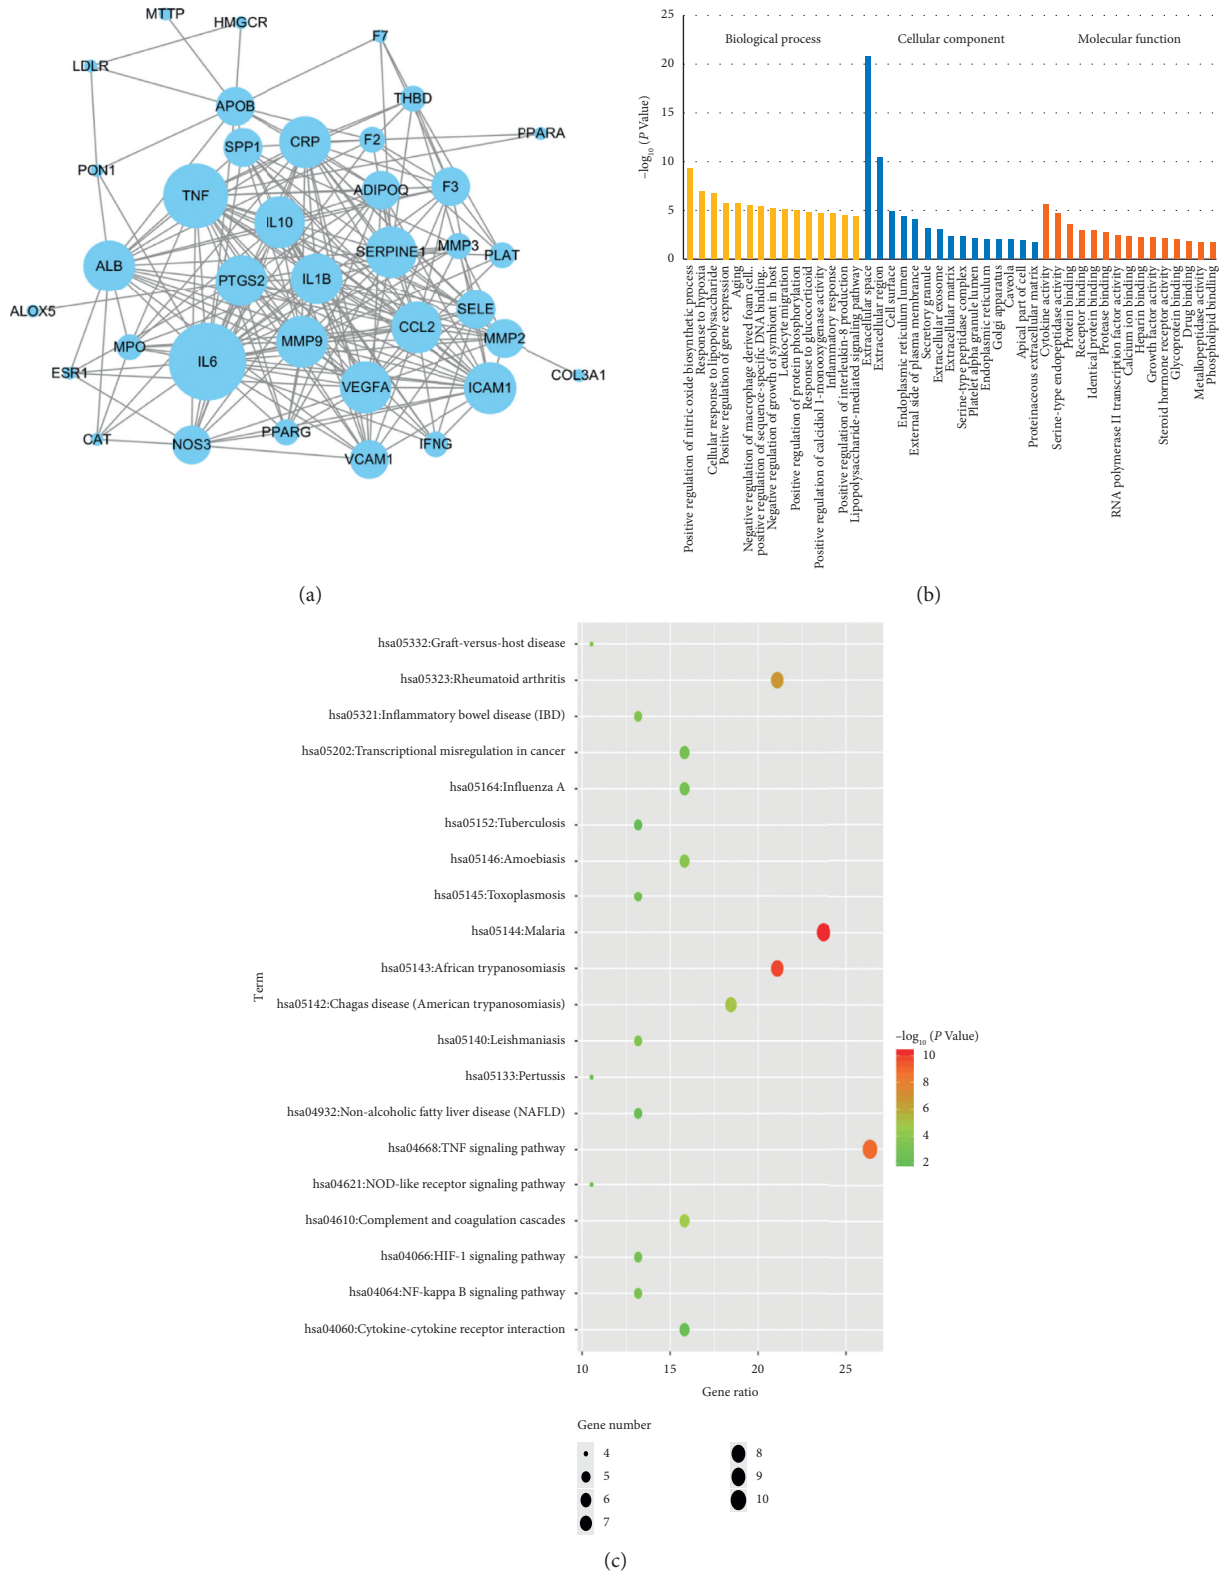 MTTP
HMGCR
F7
LDLR
THBD
APOB
PPARA
SPP1
CRP
F2
PON1
TNF
ADIPOQ
F3
IL10
SERPINE1
MMP3
PLAT
ALB
PTGS2
IL1B
ALOX5
SELE
CCL2
MPO
MMP9
MMP2
IL6
ESR1
COL3A1
VEGFA
ICAM1
CAT
NOS3
PPARG
IFNG
VCAM1
(a)
25
20
15
10
5
0
–log10 (P Value)
Biological process
Cellular component
Molecular function
Positive regulation of nitric oxide biosynthetic process
Response to hypoxia
Cellular response to lipopolysaccharide
Positive regulation of gene expression
Aging
Negative regulation of macrophage derived foam cell..
positive regulation of sequence-specific DNA binding..
Negative regulation of growth of symbiont in host
Leukocyte migration
Positive regulation of protein phosphorylation
Response to glucocorticoid
Positive regulation of calcidiol 1-monooxygenase activity
Inflammatory response
Positive regulation of interleukin-8 production
Lipopolysaccharide-mediated signaling pathway
Extracellular space
Extracellular region
Cell surface
Endoplasmic reticulum lumen
External side of plasma membrane
Secretory granule
Extracellular exosome
Extracellular matrix
Serine-type peptidase complex
Platelet alpha granule lumen
Endoplasmic reticulum
Golgi apparatus
Caveola
Apical part of cell
Proteinaceous extracellular matrix
Cytokine activity
Serine-type endopeptidase activity
Protein binding
Receptor binding
Identical protein binding
Protease binding
RNA polymerase II transcription factor activity
Calcium ion binding
Heparin binding
Growth factor activity
Steroid hormone receptor activity
Glycoprotein binding
Drug binding
Metallopeptidase activity
Phospholipid bindling
(b)
hsa05332:Graft-versus-host disease
hsa05323:Rheumatoid arthritis
hsa05321:Inflammatory bowel disease (IBD)
hsa05202:Transcriptional misregulation in cancer
hsa05164:Influenza A
hsa05152:Tuberculosis
hsa05146:Amoebiasis
hsa05145:Toxoplasmosis
hsa05144:Malaria
hsa05143:African trypanosomiasis
hsa05142:Chagas disease (American trypanosomiasis)
hsa05140:Leishmaniasis
hsa05133:Pertussis
hsa04932:Non-alcoholic fatty liver disease (NAFLD)
hsa04668:TNF signaling pathway
hsa04621:NOD-like receptor signaling pathway
hsa04610:Complement and coagulation cascades
hsa04066:HIF-1 signaling pathway
hsa04064:NF-kappa B signaling pathway
hsa04060:Cytokine-cytokine receptor interaction
Term
10 15 20 25
Gene ratio
–log10 (P Value)
10
8
6
4
2
Gene number
4
5
6
7
8
9
10
(c)